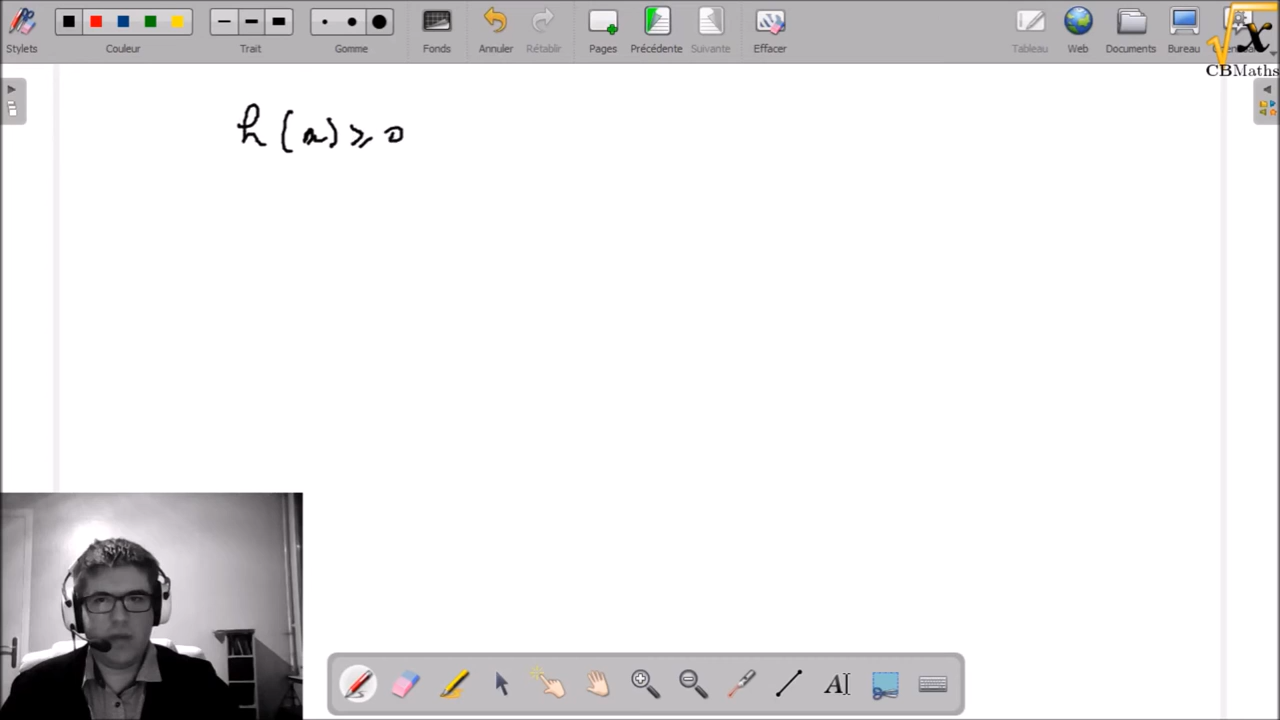 Stylets Couleur Trait Gomme Fonds Annuler Rétablir Pages Précédente Suivante Effacer Tableau Web Documents Bureau
√x
CBMaths
h(x) ⩾ 0
A